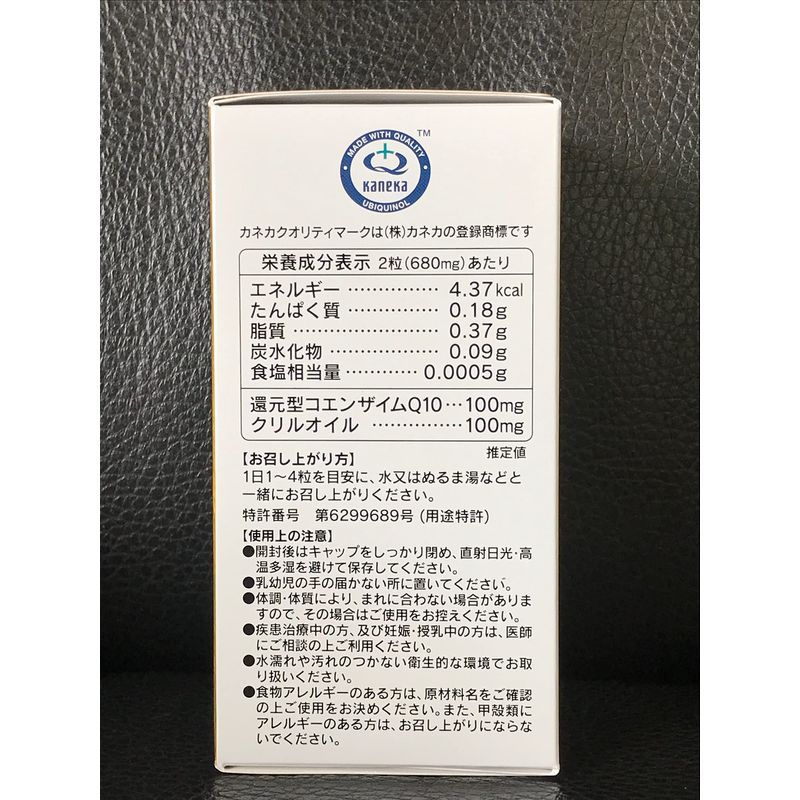 MADE WITH QUALITY
TM
Q
Kaneka
UBIQUINOL
カネカクオリティマークは(株)カネカの登録商標です
栄養成分表示 2粒(680mg)あたり
エネルギー …………… 4.37kcal
たんぱく質 …………… 0.18g
脂質 ………………… 0.37g
炭水化物 ……………… 0.09g
食塩相当量 ………… 0.0005g
還元型コエンザイムQ10…100mg
クリルオイル ……………100mg
推定値
【お召し上がり方】
1日1〜4粒を目安に、水又はぬるま湯などと
一緒にお召し上がりください。
特許番号 第6299689号 (用途特許)
【使用上の注意】
●開封後はキャップをしっかり閉め、直射日光・高
温多湿を避けて保存してください。
●乳幼児の手の届かない所に置いてください。
●体調・体質により、まれに合わない場合がありま
すので、その場合はご使用をお控えください。
●疾患治療中の方、及び妊娠・授乳中の方は、医師
にご相談の上ご利用ください。
●水濡れや汚れのつかない衛生的な環境でお取
り扱いください。
●食物アレルギーのある方は、原材料名をご確認
の上ご使用をお決めください。また、甲殻類に
アレルギーのある方は、お召し上がりにならな
いでください。